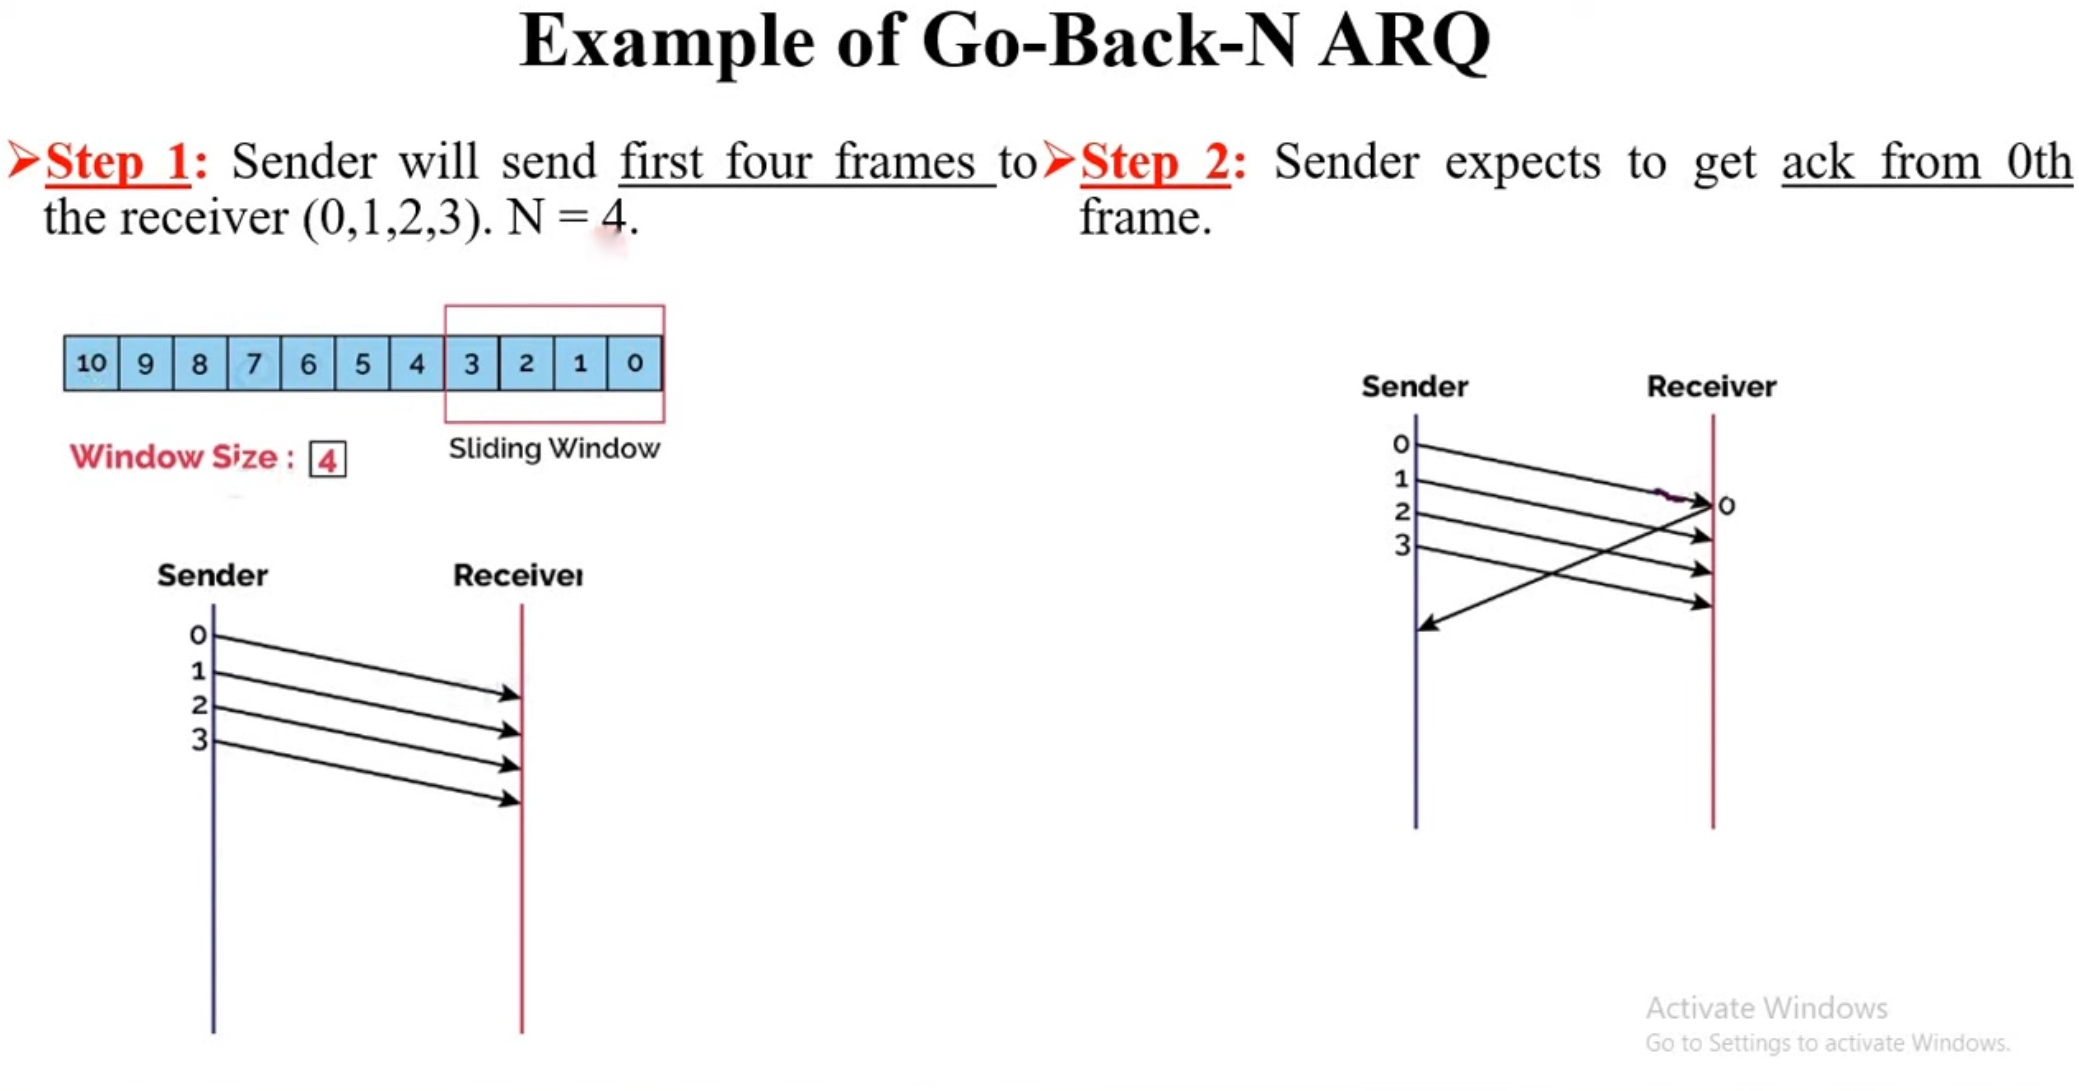 Example of Go-Back-N ARQ
➢Step 1: Sender will send first four frames to
the receiver (0,1,2,3). N = 4.
10 9 8 7 6 5 4 3 2 1 0
Window Size : 4
Sliding Window
Sender Receiver
0
1
2
3
➢Step 2: Sender expects to get ack from 0th
frame.
Sender Receiver
0
1
2
3
0
Activate Windows
Go to Settings to activate Windows.